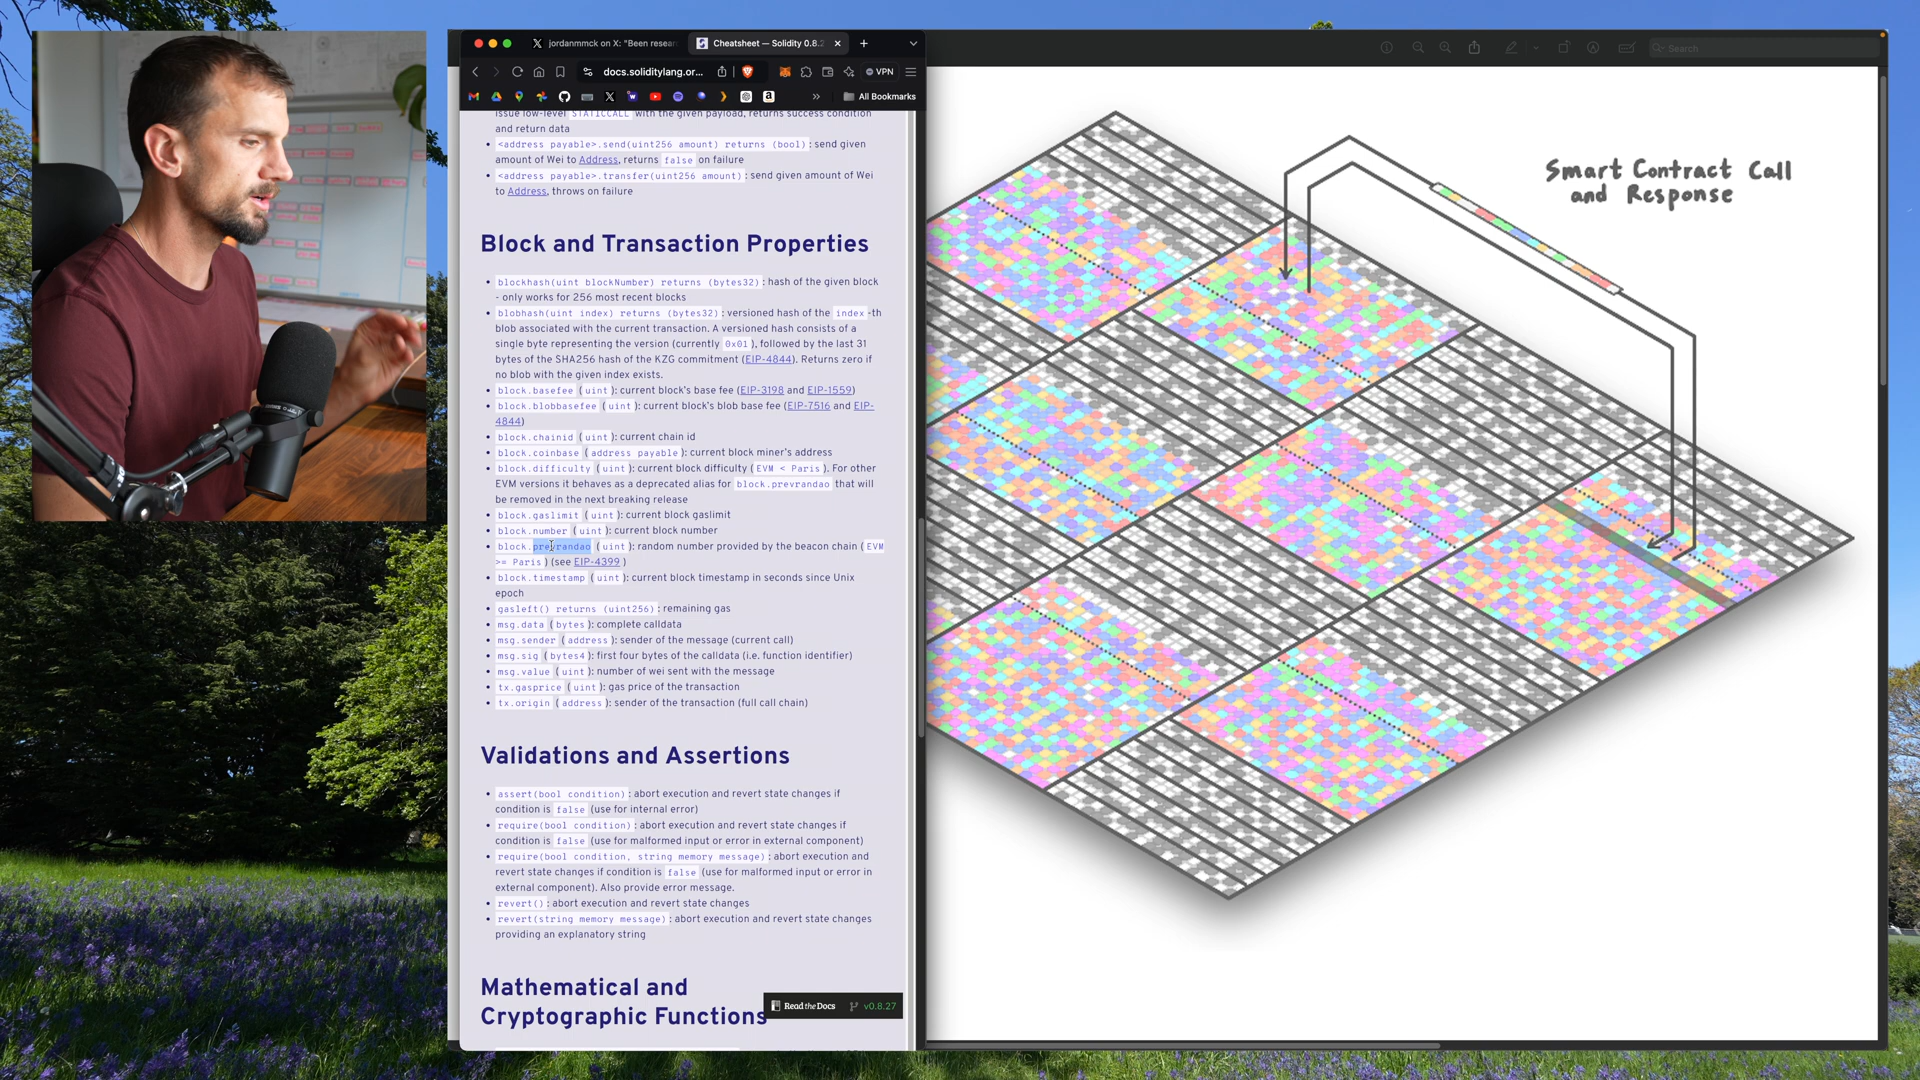 jordanmmck on X: "Been resear
Cheatsheet — Solidity 0.8.2
docs.soliditylang.or...
VPN
All Bookmarks
Search
issue low-level STATICCALL with the given payload, returns success condition
and return data
<address payable>.send(uint256 amount) returns (bool): send given
amount of Wei to Address, returns false on failure
<address payable>.transfer(uint256 amount): send given amount of Wei
to Address, throws on failure
Block and Transaction Properties
blockhash(uint blockNumber) returns (bytes32): hash of the given block
- only works for 256 most recent blocks
blobhash(uint index) returns (bytes32): versioned hash of the index-th
blob associated with the current transaction. A versioned hash consists of a
single byte representing the version (currently 0x01), followed by the last 31
bytes of the SHA256 hash of the KZG commitment (EIP-4844). Returns zero if
no blob with the given index exists.
block.basefee (uint): current block's base fee (EIP-3198 and EIP-1559)
block.blobbasefee (uint): current block's blob base fee (EIP-7516 and EIP-
4844)
block.chainid (uint): current chain id
block.coinbase (address payable): current block miner's address
block.difficulty (uint): current block difficulty (EVM < Paris). For other
EVM versions it behaves as a deprecated alias for block.prevrandao that will
be removed in the next breaking release
block.gaslimit (uint): current block gaslimit
block.number (uint): current block number
block.prevrandao (uint): random number provided by the beacon chain (EVM
>= Paris) (see EIP-4399 )
block.timestamp (uint): current block timestamp in seconds since Unix
epoch
gasleft() returns (uint256): remaining gas
msg.data (bytes): complete calldata
msg.sender (address): sender of the message (current call)
msg.sig (bytes4): first four bytes of the calldata (i.e. function identifier)
msg.value (uint): number of wei sent with the message
tx.gasprice (uint): gas price of the transaction
tx.origin (address): sender of the transaction (full call chain)
Validations and Assertions
assert(bool condition): abort execution and revert state changes if
condition is false (use for internal error)
require(bool condition): abort execution and revert state changes if
condition is false (use for malformed input or error in external component)
require(bool condition, string memory message): abort execution and
revert state changes if condition is false (use for malformed input or error in
external component). Also provide error message.
revert(): abort execution and revert state changes
revert(string memory message): abort execution and revert state changes
providing an explanatory string
Mathematical and
Cryptographic Functions
Read the Docs v0.8.27
Smart Contract Call
and Response